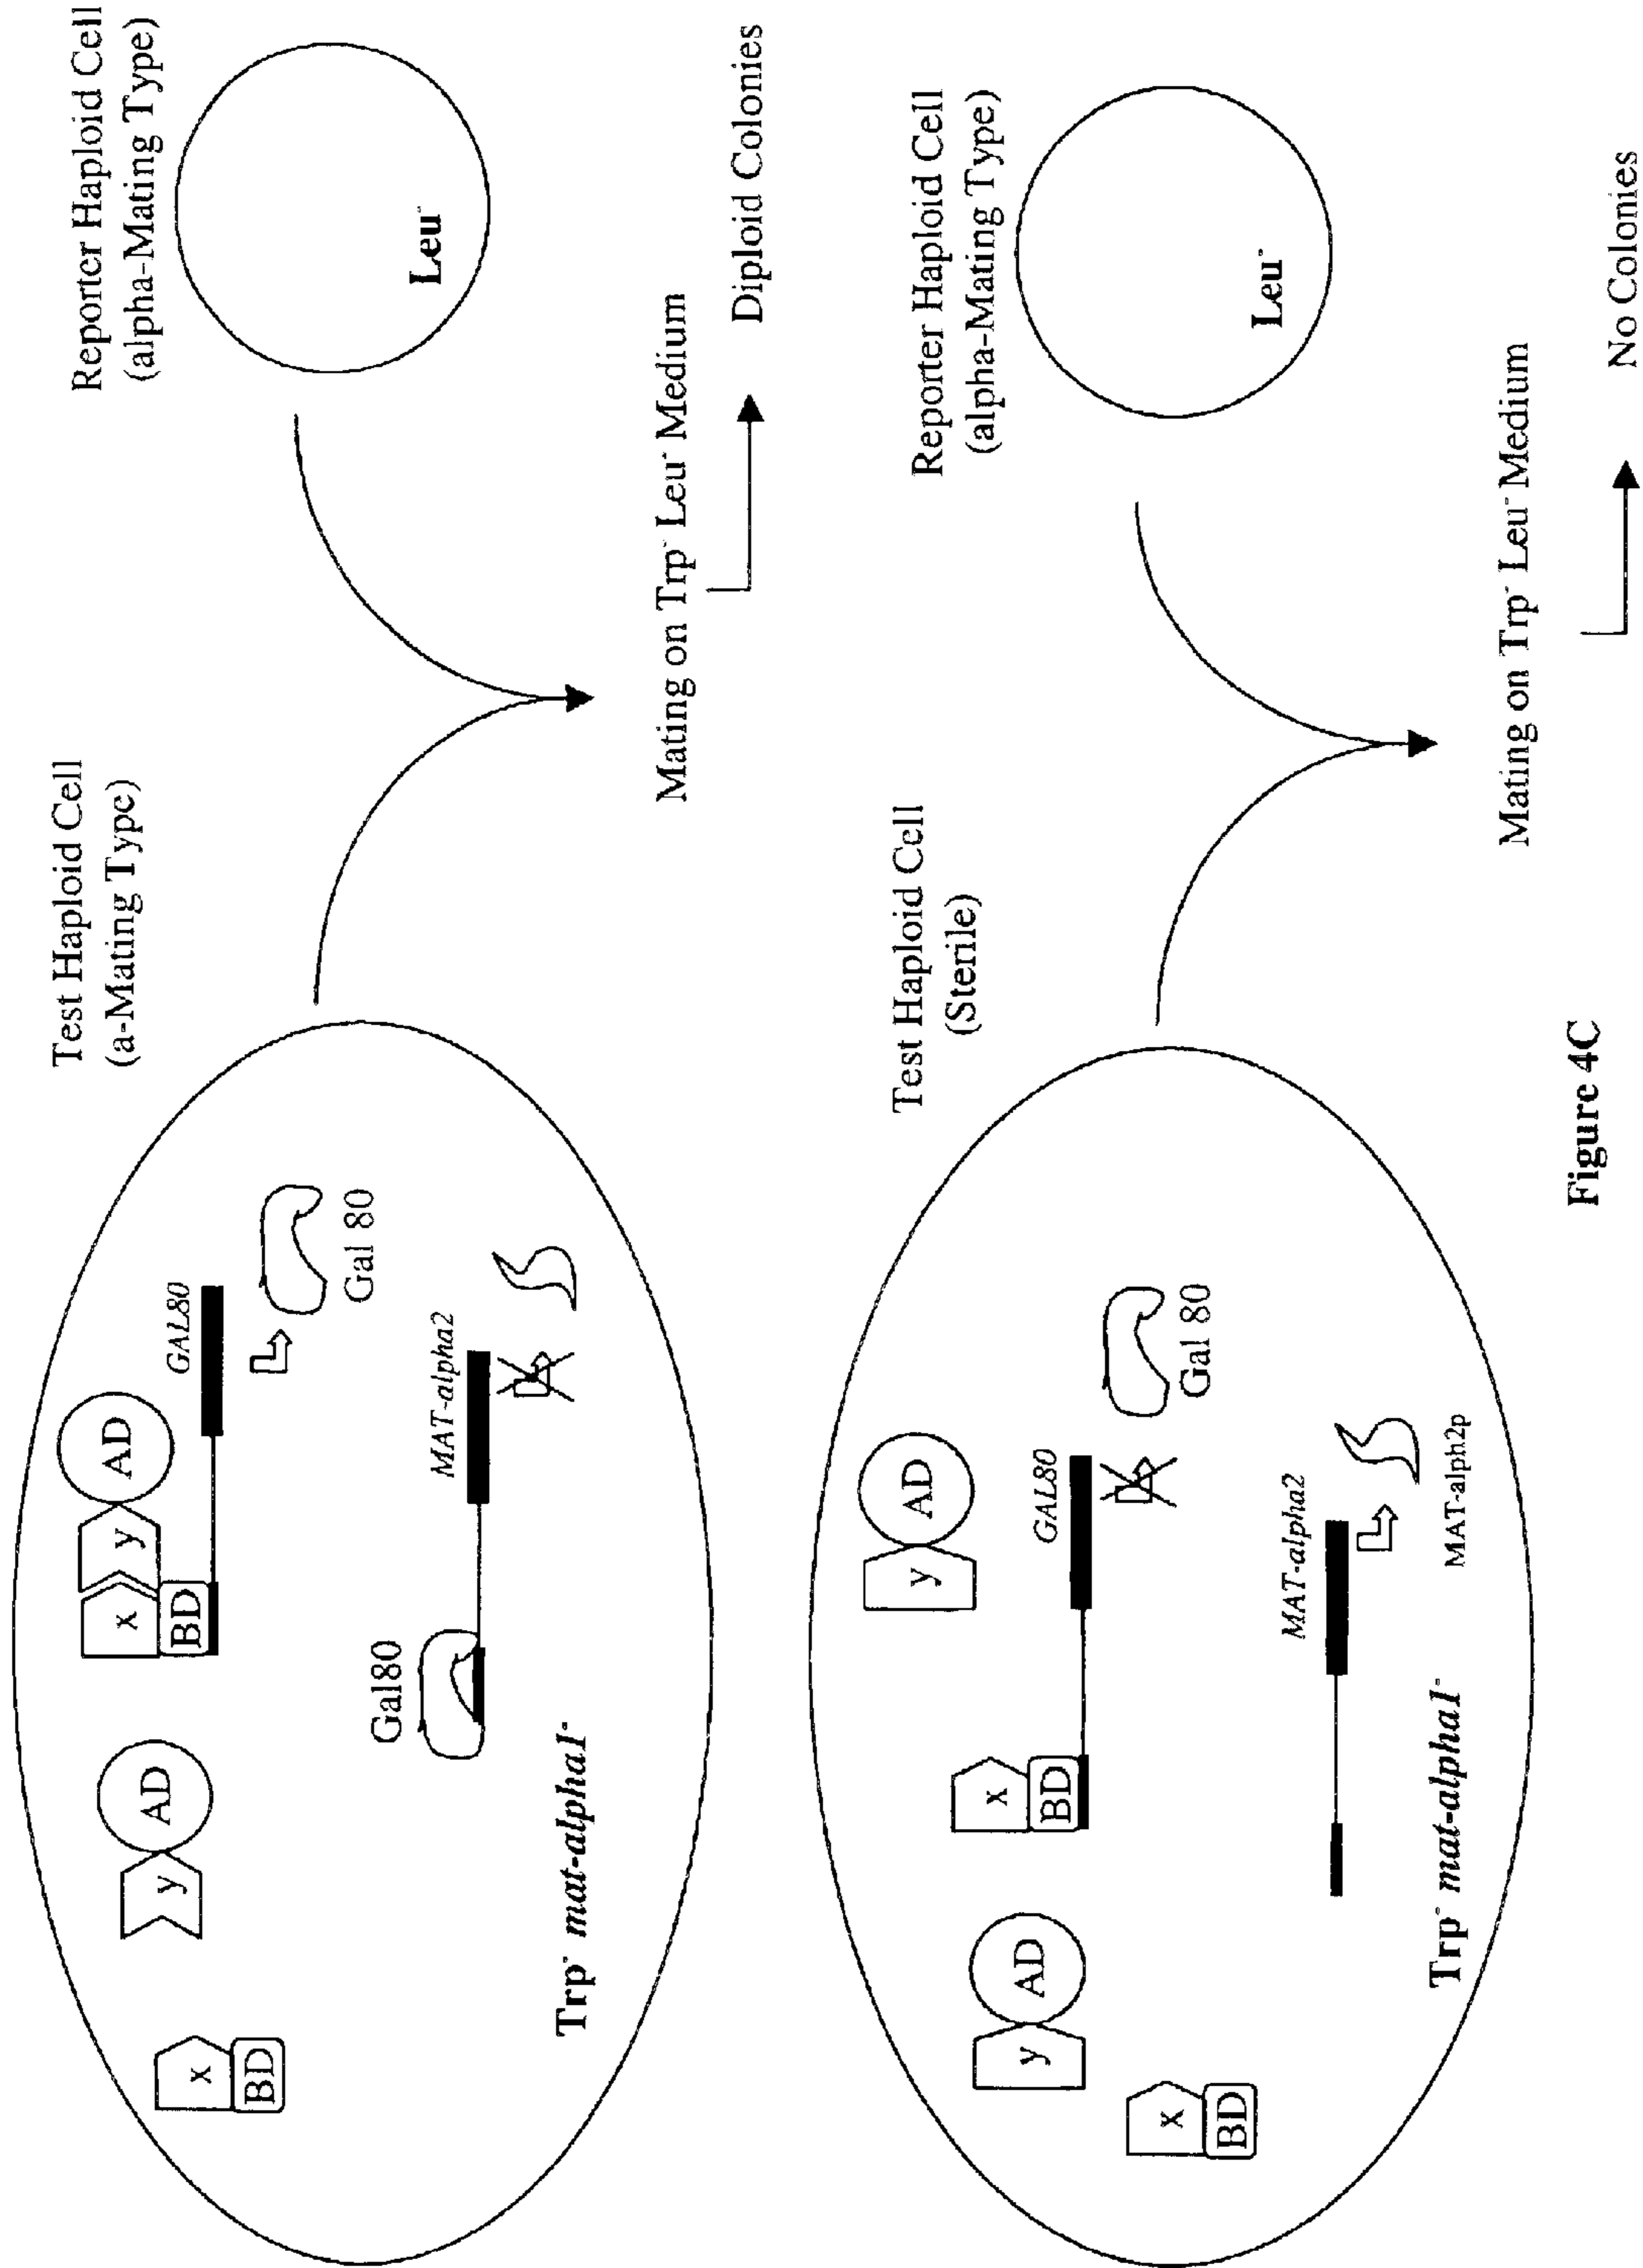 Test Haploid Cell
(a-Mating Type)
Reporter Haploid Cell
(alpha-Mating Type)
x
BD
y
AD
x
y
AD
BD
GAL80
Gal 80
Gal80
MAT-alpha2
Trp⁻ mat-alpha1⁻
Leu⁻
Mating on Trp⁻ Leu⁻ Medium
Diploid Colonies
Test Haploid Cell
(Sterile)
Reporter Haploid Cell
(alpha-Mating Type)
x
BD
y
AD
x
BD
y
AD
GAL80
Gal 80
MAT-alpha2
MAT-alph2p
Trp⁻ mat-alpha1⁻
Leu⁻
Mating on Trp⁻ Leu⁻ Medium
No Colonies
Figure 4C